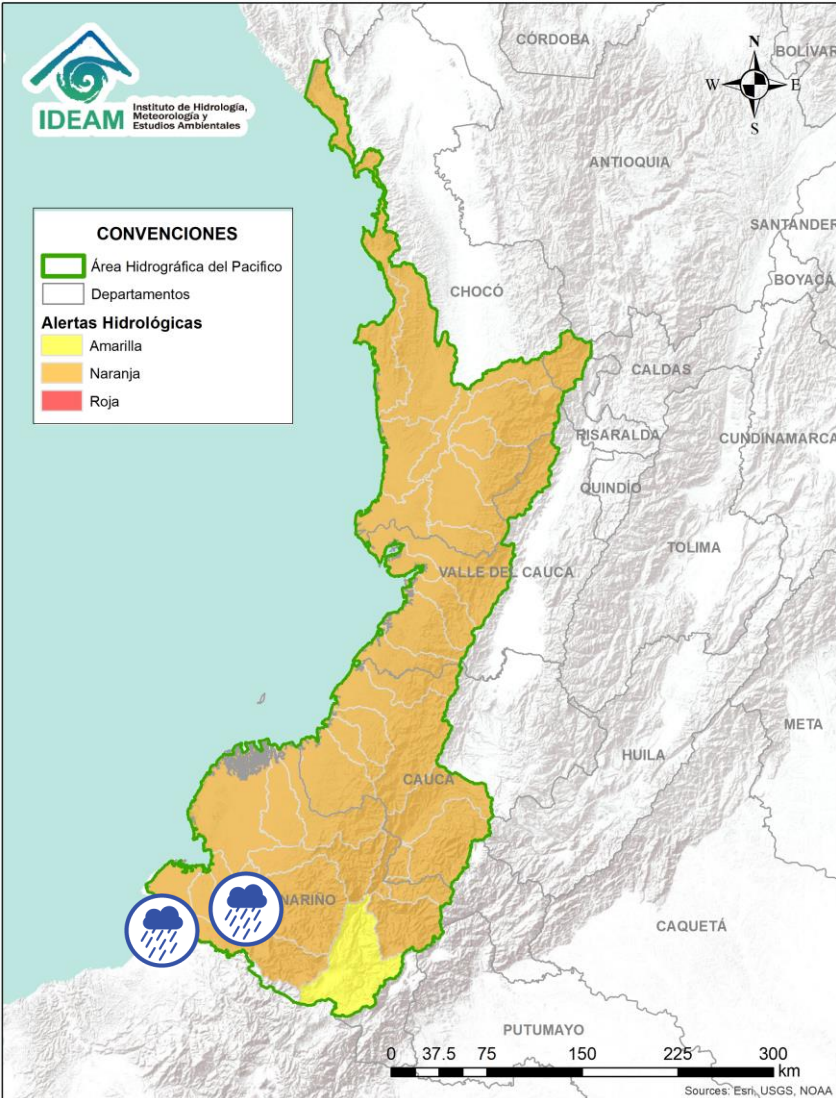 IDEAM
Instituto de Hidrología,
Meteorología y
Estudios Ambientales
N
W
E
S
CÓRDOBA
BOLÍVAR
ANTIOQUIA
SANTANDER
BOYACÁ
CHOCÓ
CONVENCIONES
Área Hidrográfica del Pacifico
Departamentos
Alertas Hidrológicas
Amarilla
Naranja
Roja
CALDAS
RISARALDA
CUNDINAMARCA
QUINDÍO
TOLIMA
VALLE DEL CAUCA
META
HUILA
CAUCA
NARIÑO
CAQUETÁ
PUTUMAYO
0 37.5 75 150 225 300
km
Sources: Esri, USGS, NOAA